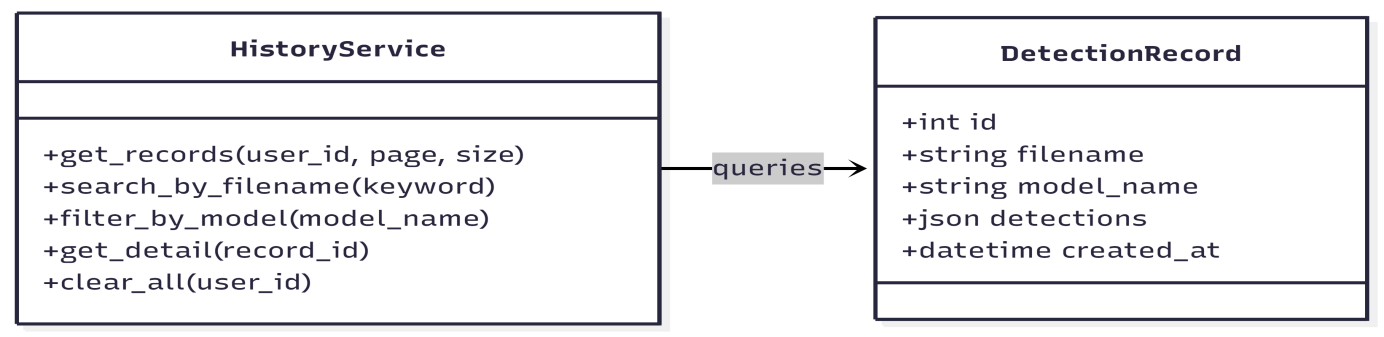 HistoryService
+get_records(user_id, page, size)
+search_by_filename(keyword)
+filter_by_model(model_name)
+get_detail(record_id)
+clear_all(user_id)
queries
DetectionRecord
+int id
+string filename
+string model_name
+json detections
+datetime created_at